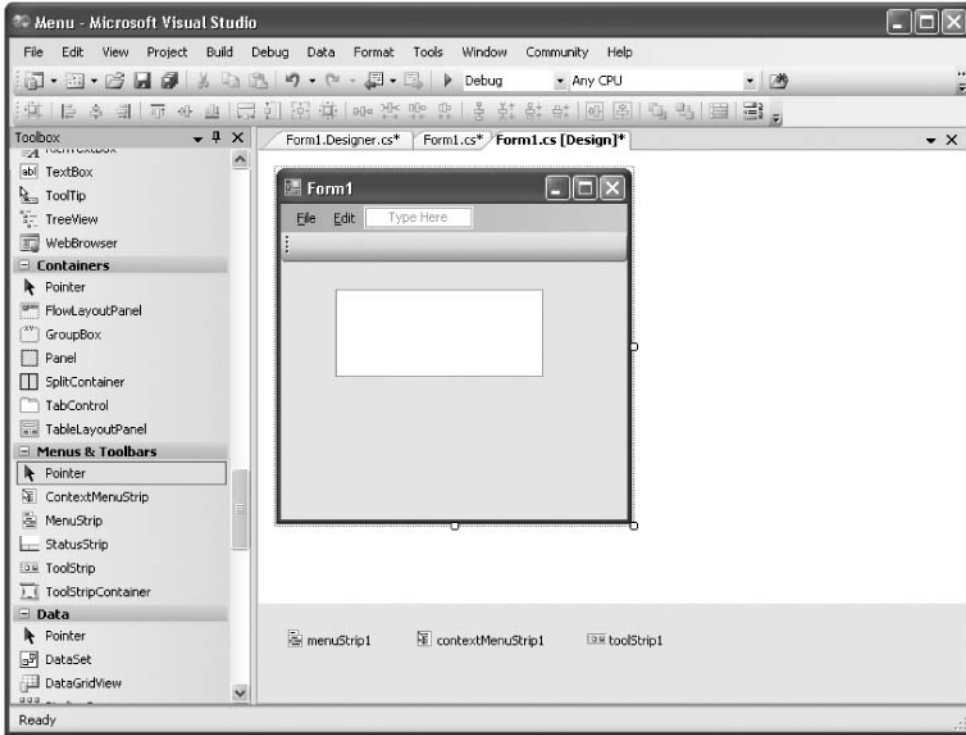 Menu - Microsoft Visual Studio
File Edit View Project Build Debug Data Format Tools Window Community Help
Debug Any CPU
Toolbox
Form1.Designer.cs* Form1.cs* Form1.cs [Design]*
abl TextBox
ToolTip
TreeView
WebBrowser
Containers
Pointer
FlowLayoutPanel
GroupBox
Panel
SplitContainer
TabControl
TableLayoutPanel
Menus & Toolbars
Pointer
ContextMenuStrip
MenuStrip
StatusStrip
ToolStrip
ToolStripContainer
Data
Pointer
DataSet
DataGridView
Form1
File Edit Type Here
menuStrip1 contextMenuStrip1 toolStrip1
Ready